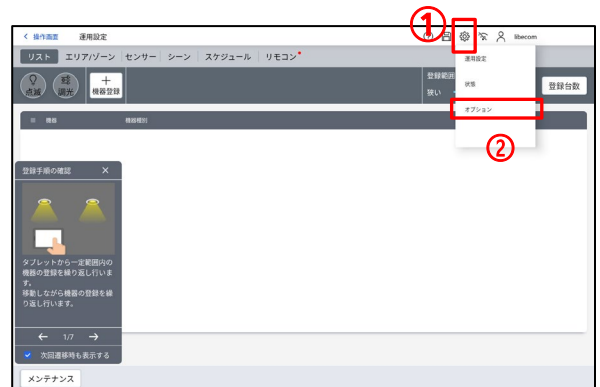 ①
< 操作画面 運用設定
libecom
リスト エリア/ゾーン センサー シーン スケジュール リモコン
運用設定
状態
オプション
②
点滅
調光
機器登録
登録範囲
狭い
登録台数
機器 機器種別
登録手順の確認 ×
タブレットから一定範囲内の
機器の登録を繰り返し行いま
す。
移動しながら機器の登録を繰
り返し行います。
← 1/7 →
次回遷移時も表示する
メンテナンス